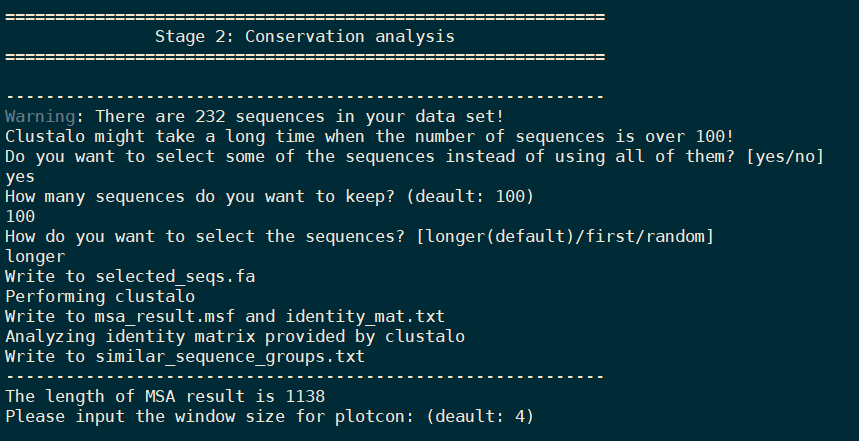 ============================================================
Stage 2: Conservation analysis
============================================================
------------------------------------------------------------
Warning: There are 232 sequences in your data set!
Clustalo might take a long time when the number of sequences is over 100!
Do you want to select some of the sequences instead of using all of them? [yes/no]
yes
How many sequences do you want to keep? (deault: 100)
100
How do you want to select the sequences? [longer(default)/first/random]
longer
Write to selected_seqs.fa
Performing clustalo
Write to msa_result.msf and identity_mat.txt
Analyzing identity matrix provided by clustalo
Write to similar_sequence_groups.txt
------------------------------------------------------------
The length of MSA result is 1138
Please input the window size for plotcon: (deault: 4)